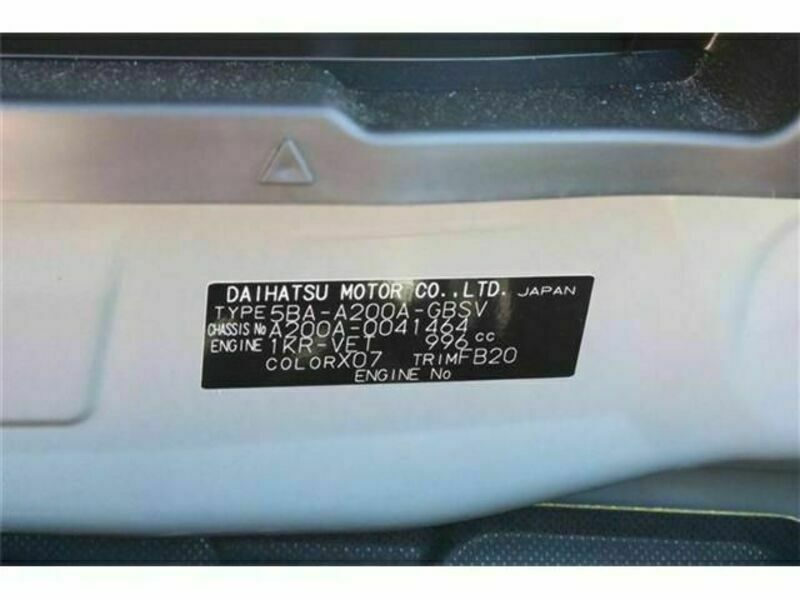 DAIHATSU MOTOR CO.,LTD. JAPAN
TYPE 5BA-A200A-GBSV
CHASSIS No A200A-0041464
ENGINE 1KR-VET 996 cc
COLOR X07 TRIM FB20
ENGINE No